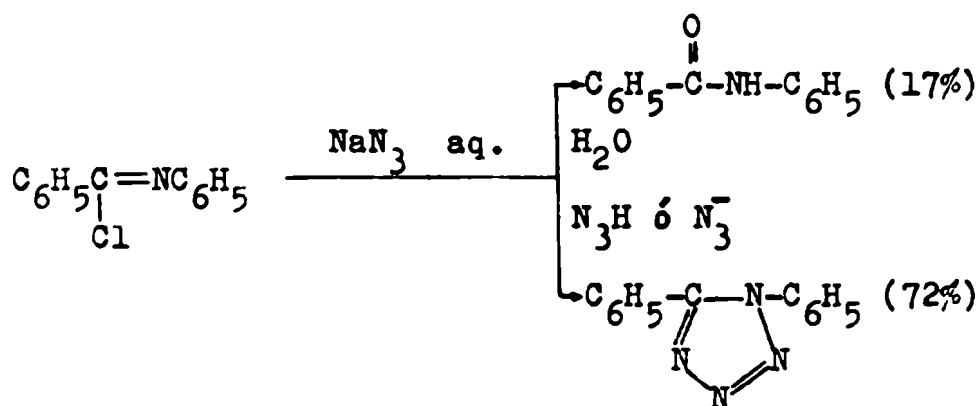 O
C6H5-C-NH-C6H5 (17%)
NaN3 aq.
H2O
C6H5C=NC6H5
Cl
N3H ó N3-
C6H5-C N-C6H5 (72%)
N N
N